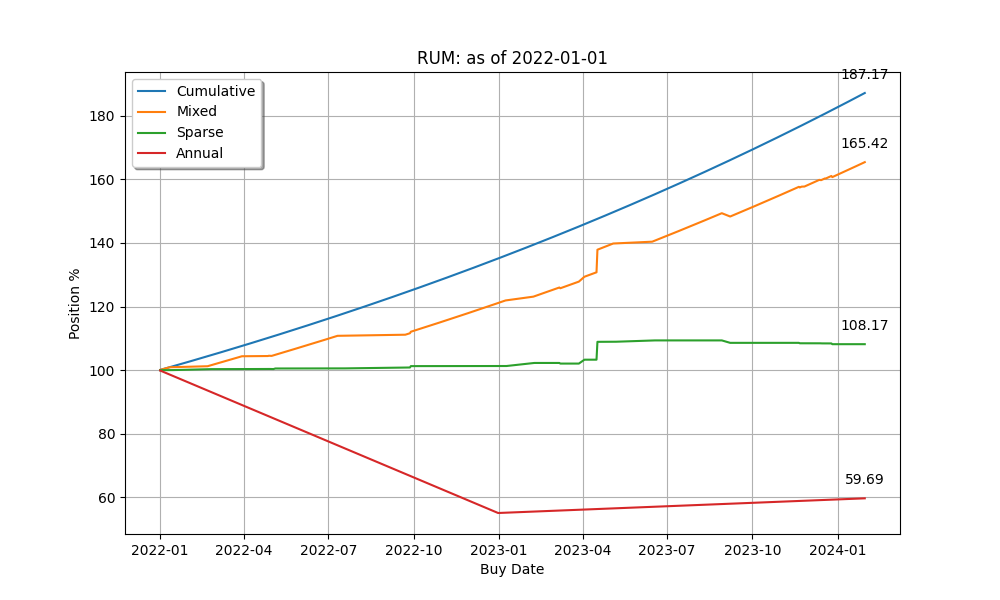 RUM: as of 2022-01-01
187.17
Cumulative
Mixed
Sparse
Annual
165.42
108.17
59.69
180
160
140
120
100
80
60
Position %
2022-01 2022-04 2022-07 2022-10 2023-01 2023-04 2023-07 2023-10 2024-01
Buy Date